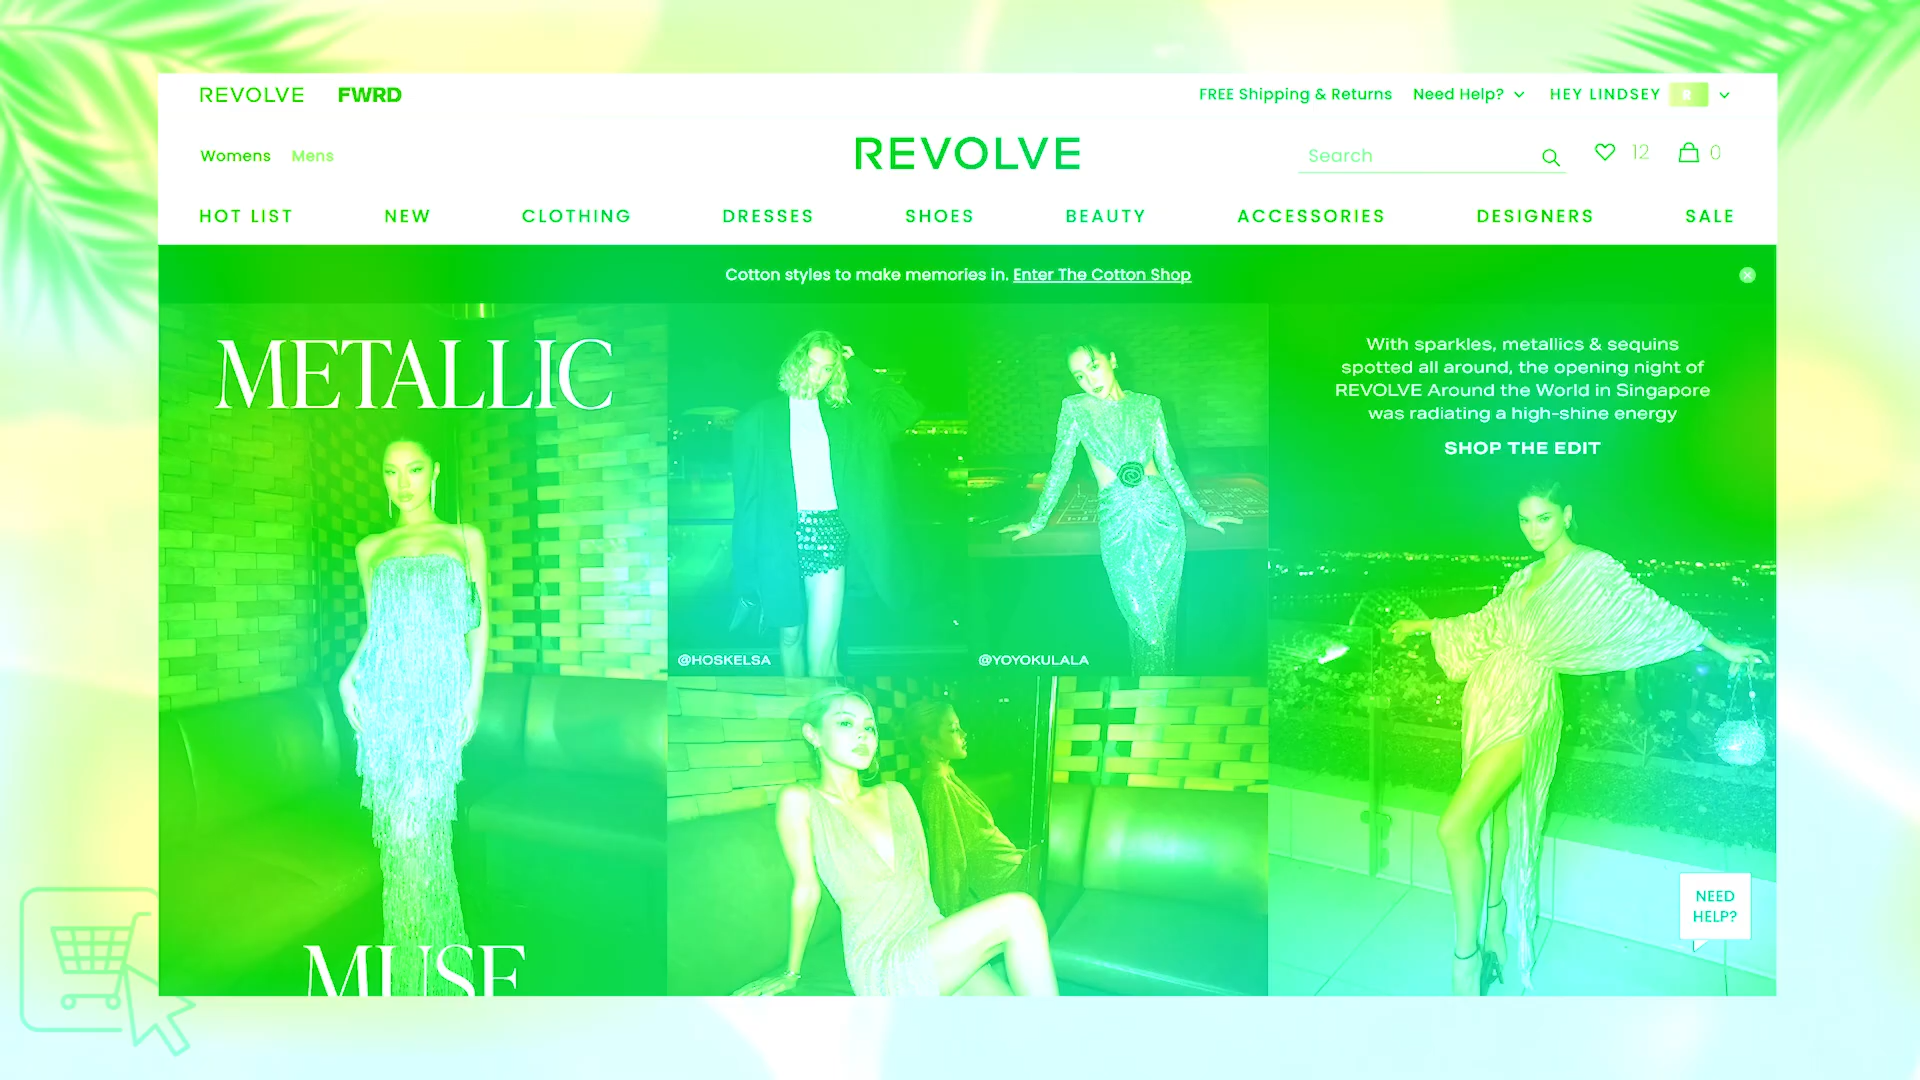 REVOLVE FWRD FREE Shipping & Returns Need Help? HEY LINDSEY R
Womens Mens REVOLVE Search 12 0
HOT LIST NEW CLOTHING DRESSES SHOES BEAUTY ACCESSORIES DESIGNERS SALE
Cotton styles to make memories in. Enter The Cotton Shop
METALLIC
With sparkles, metallics & sequins
spotted all around, the opening night of
REVOLVE Around the World in Singapore
was radiating a high-shine energy
SHOP THE EDIT
@HOSKELSA @YOYOKULALA
NEED
HELP?
MUSE